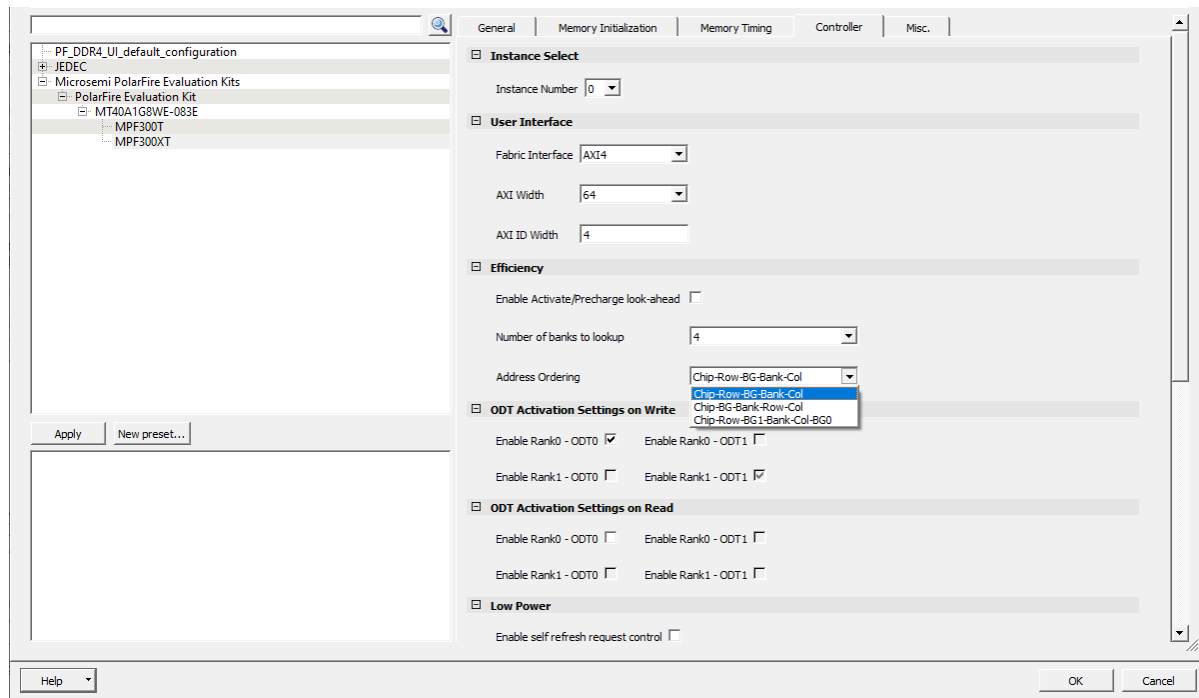 General
Memory Initialization
Memory Timing
Controller
Misc.
PF_DDR4_UI_default_configuration
JEDEC
Microsemi PolarFire Evaluation Kits
PolarFire Evaluation Kit
MT40A1G8WE-083E
MPF300T
MPF300XT
Apply
New preset...
Instance Select
Instance Number 0
User Interface
Fabric Interface AXI4
AXI Width 64
AXI ID Width 4
Efficiency
Enable Activate/Precharge look-ahead
Number of banks to lookup 4
Address Ordering Chip-Row-BG-Bank-Col
Chip-Row-BG-Bank-Col
Chip-BG-Bank-Row-Col
Chip-Row-BG1-Bank-Col-BG0
ODT Activation Settings on Write
Enable Rank0 - ODT0 Enable Rank0 - ODT1
Enable Rank1 - ODT0 Enable Rank1 - ODT1
ODT Activation Settings on Read
Enable Rank0 - ODT0 Enable Rank0 - ODT1
Enable Rank1 - ODT0 Enable Rank1 - ODT1
Low Power
Enable self refresh request control
Help
OK
Cancel